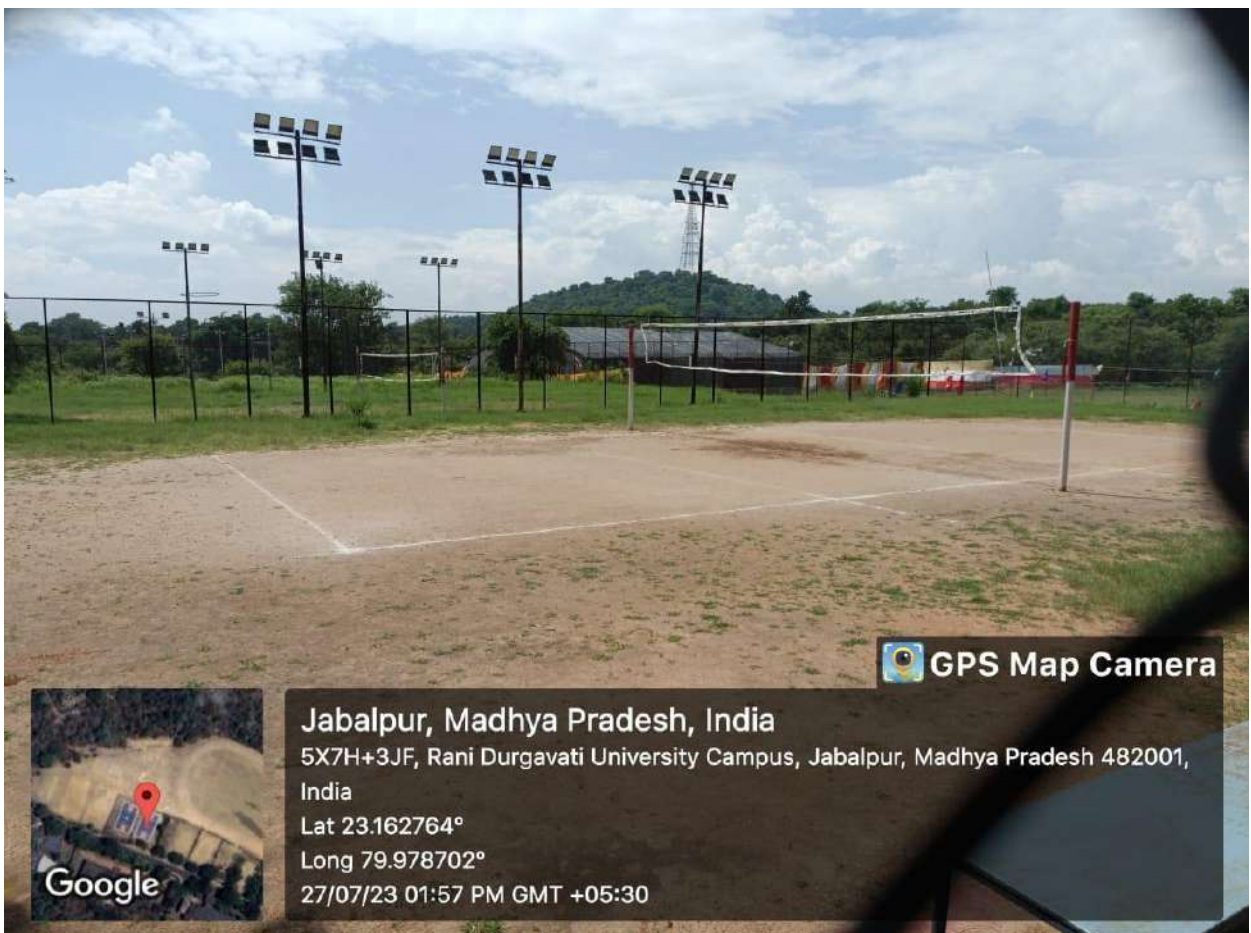 GPS Map Camera
Jabalpur, Madhya Pradesh, India
5X7H+3JF, Rani Durgavati University Campus, Jabalpur, Madhya Pradesh 482001,
India
Lat 23.162764°
Long 79.978702°
27/07/23 01:57 PM GMT +05:30
Google